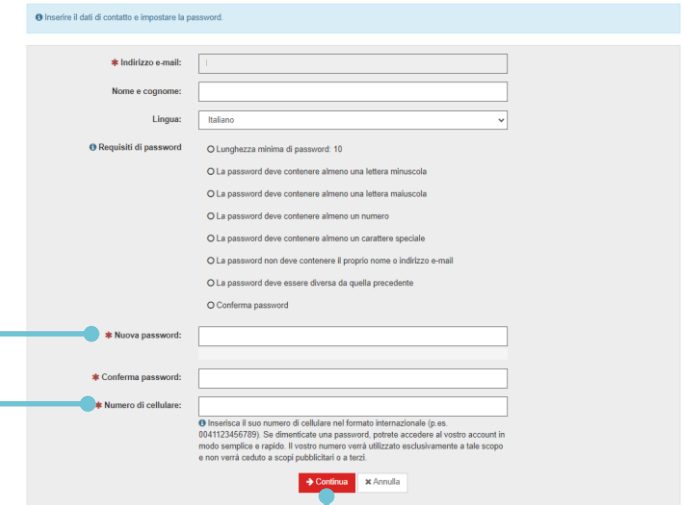 Inserire il dati di contatto e impostare la password.
* Indirizzo e-mail:
Nome e cognome:
Lingua: Italiano
Requisiti di password
Lunghezza minima di password: 10
La password deve contenere almeno una lettera minuscola
La password deve contenere almeno una lettera maiuscola
La password deve contenere almeno un numero
La password deve contenere almeno un carattere speciale
La password non deve contenere il proprio nome o indirizzo e-mail
La password deve essere diversa da quella precedente
Conferma password
* Nuova password:
* Conferma password:
* Numero di cellulare:
Inserisca il suo numero di cellulare nel formato internazionale (p.es.
0041123456789). Se dimenticate una password, potrete accedere al vostro account in
modo semplice e rapido. Il vostro numero verrà utilizzato esclusivamente a tale scopo
e non verrà ceduto a scopi pubblicitari o a terzi.
Continua Annulla